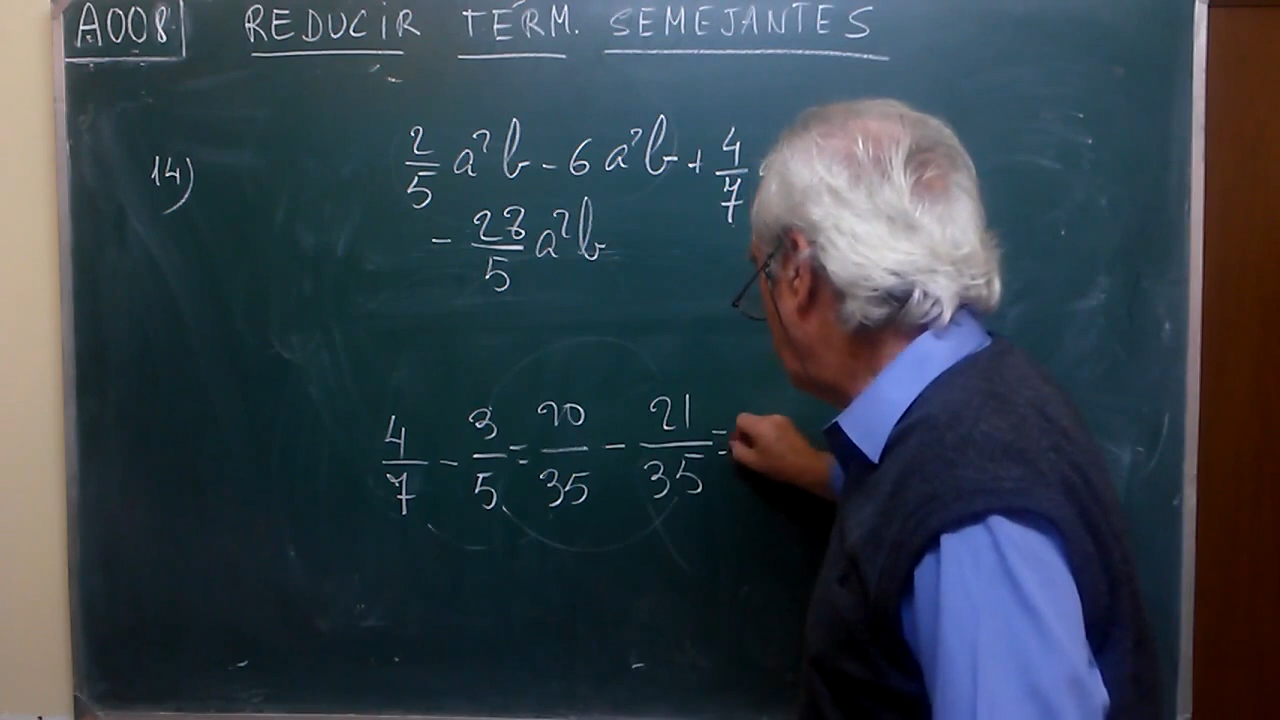 A008 REDUCIR TÉRM. SEMEJANTES
14) 2/5 a²b - 6 a²b + 4/7
- 28/5 a²b
4/7 - 3/5 = 20/35 - 21/35 =